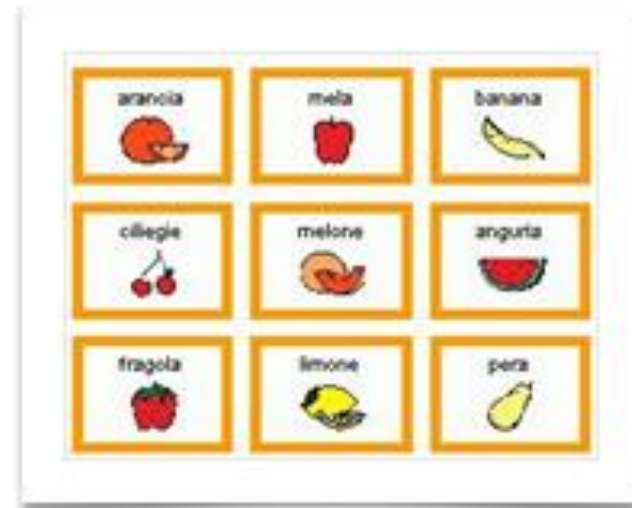 arancia
mela
banana
ciliegie
melone
anguria
fragola
limone
pera